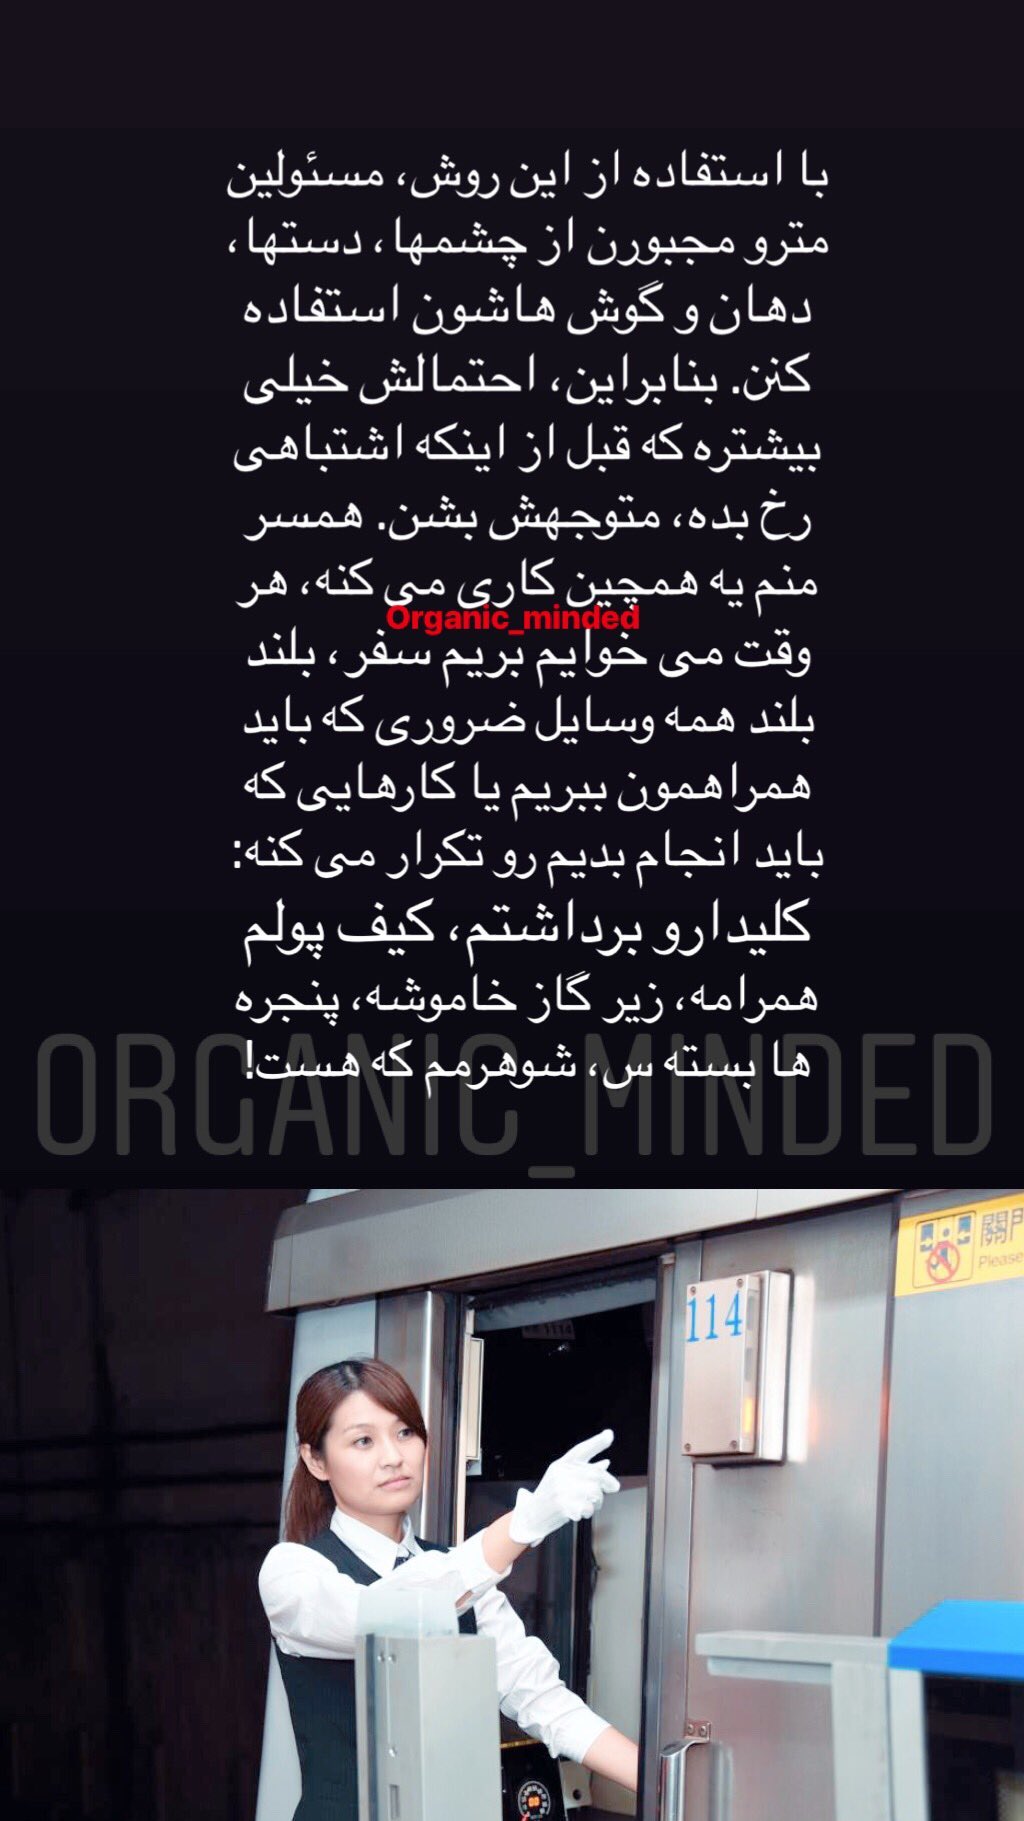 با استفاده از این روش، مسئولین
مترو مجبورن از چشمها، دستها،
دهان و گوش هاشون استفاده
کنن. بنابراین، احتمالش خیلی
بیشتره که قبل از اینکه اشتباهی
رخ بده، متوجهش بشن. همسر
منم یه همچین کاری می کنه، هر
Organic_minded
وقت می خوایم بریم سفر، بلند
بلند همه وسایل ضروری که باید
همراهمون ببریم یا کارهایی که
باید انجام بدیم رو تکرار می کنه:
کلیدارو برداشتم، کیف پولم
همرامه، زیر گاز خاموشه، پنجره
ها بسته س، شوهرمم که هست!
ORGANIC_MINDED
114
關門
Please